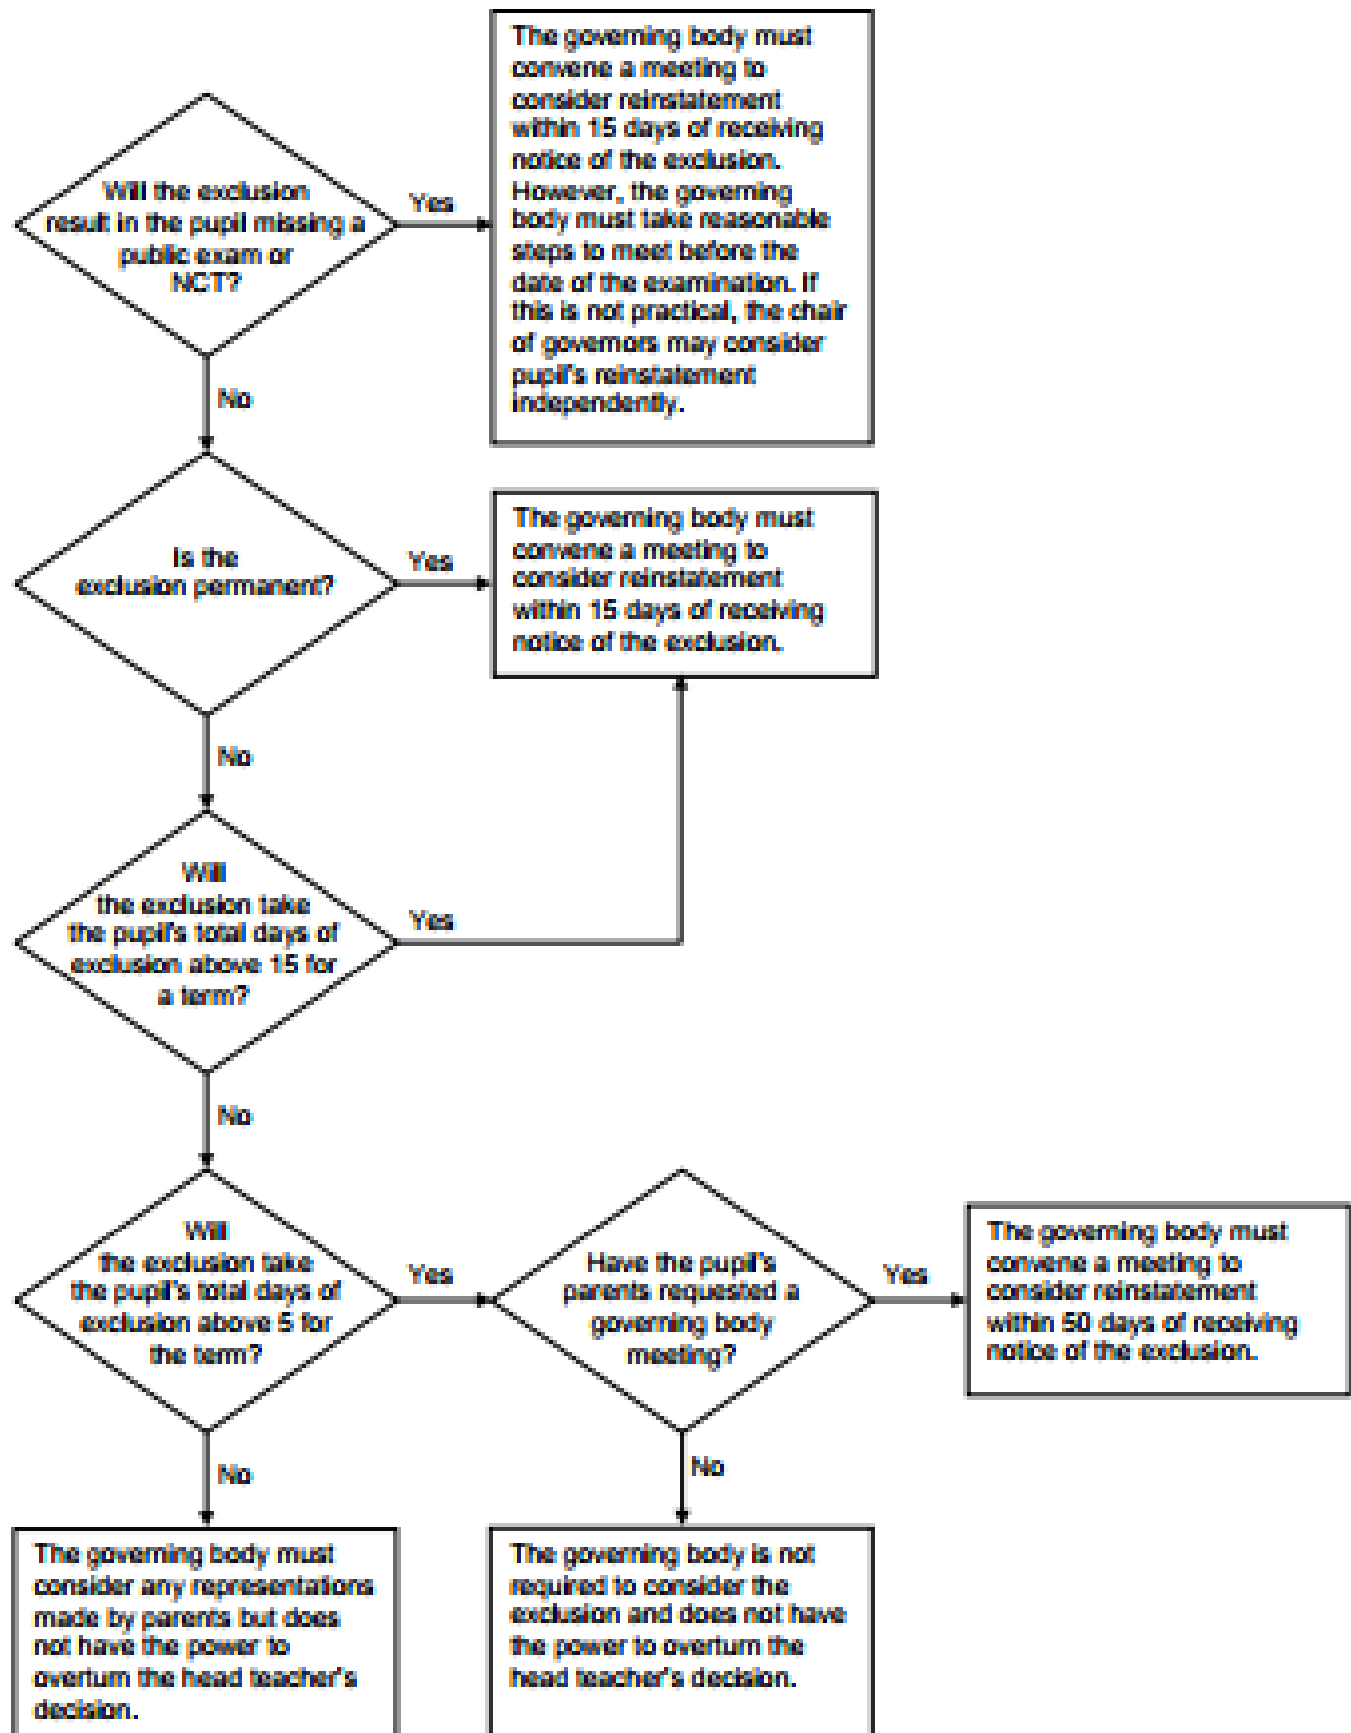 The governing body must
convene a meeting to
consider reinstatement
within 15 days of receiving
notice of the exclusion.
However, the governing
body must take reasonable
steps to meet before the
date of the examination. If
this is not practical, the chair
of governors may consider
pupil's reinstatement
independently.
Will the exclusion
result in the pupil missing a
public exam or
NCT?
Yes
No
Is the
exclusion permanent?
Yes
The governing body must
convene a meeting to
consider reinstatement
within 15 days of receiving
notice of the exclusion.
No
Will
the exclusion take
the pupil's total days of
exclusion above 15 for
a term?
Yes
No
Will
the exclusion take
the pupil's total days of
exclusion above 5 for
the term?
Yes
Have the pupil's
parents requested a
governing body
meeting?
Yes
The governing body must
convene a meeting to
consider reinstatement
within 50 days of receiving
notice of the exclusion.
No
No
The governing body must
consider any representations
made by parents but does
not have the power to
overturn the head teacher's
decision.
The governing body is not
required to consider the
exclusion and does not have
the power to overturn the
head teacher's decision.